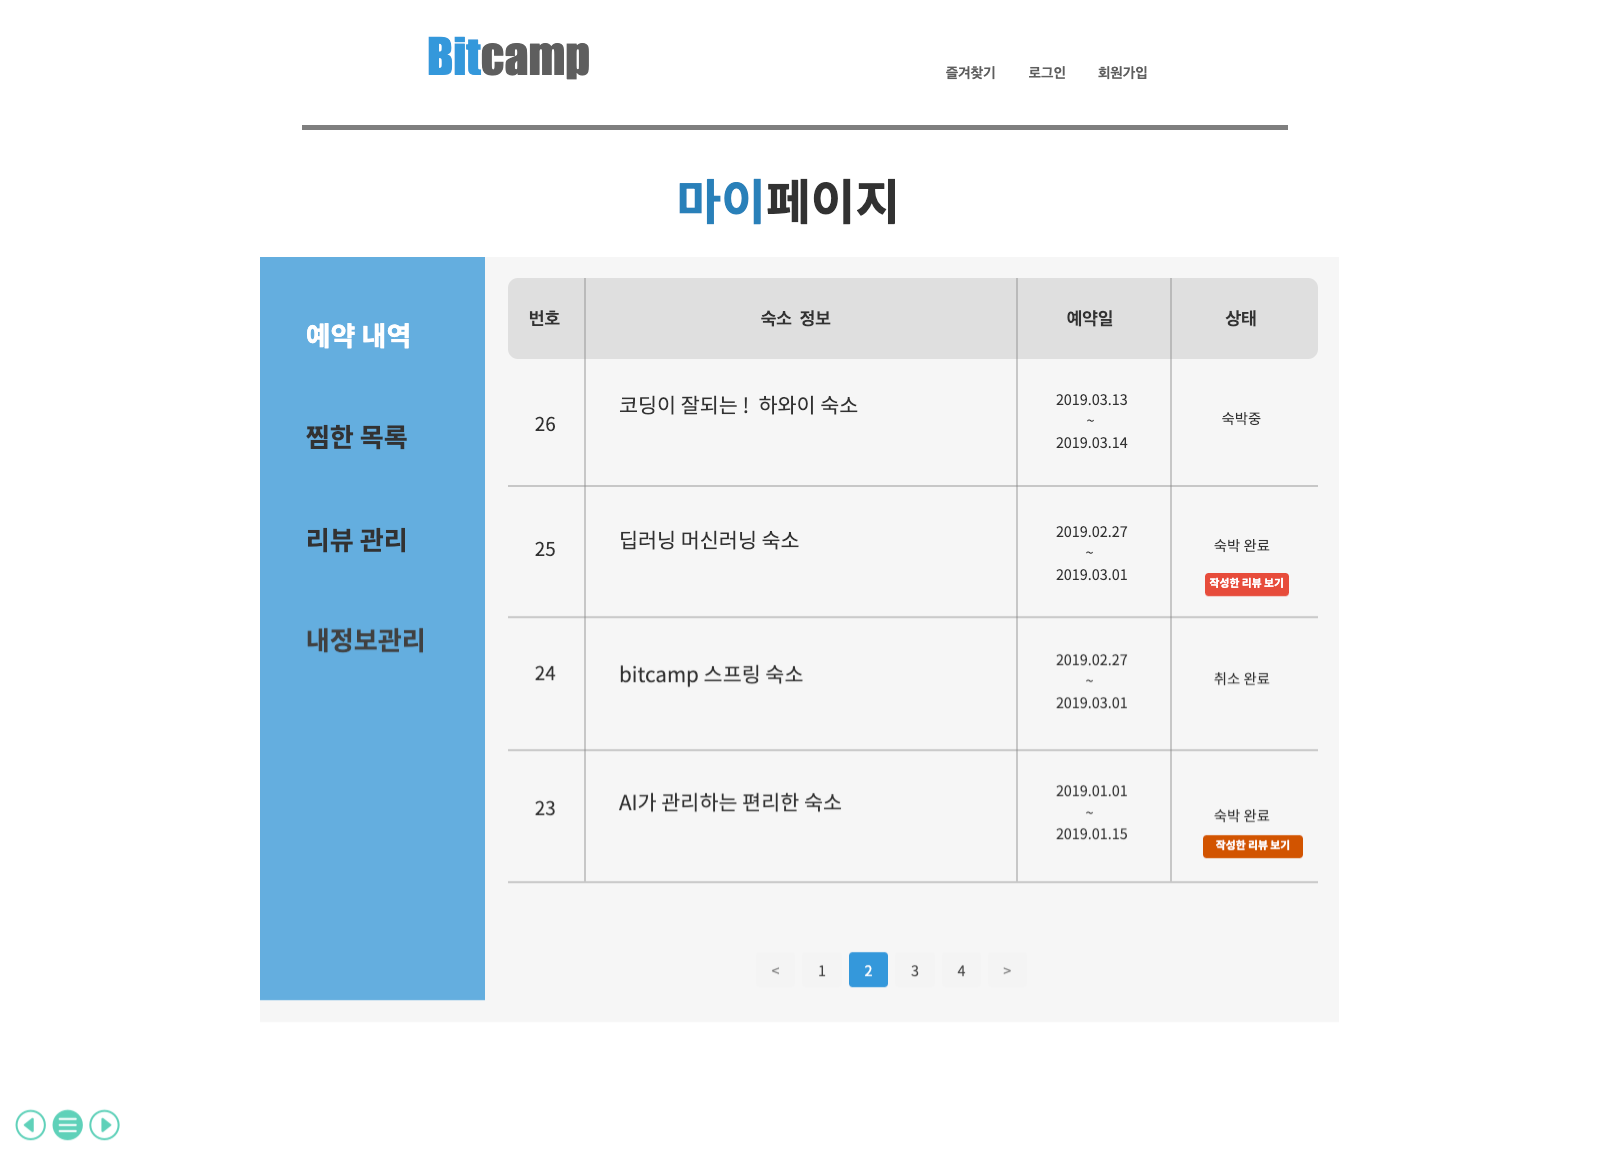 Bitcamp
즐겨찾기 로그인 회원가입
마이페이지
예약 내역
찜한 목록
리뷰 관리
내정보관리
번호 숙소 정보 예약일 상태
26 코딩이 잘되는 ! 하와이 숙소 2019.03.13 ~ 2019.03.14 숙박중
25 딥러닝 머신러닝 숙소 2019.02.27 ~ 2019.03.01 숙박 완료
작성한 리뷰 보기
24 bitcamp 스프링 숙소 2019.02.27 ~ 2019.03.01 취소 완료
23 AI가 관리하는 편리한 숙소 2019.01.01 ~ 2019.01.15 숙박 완료
작성한 리뷰 보기
< 1 2 3 4 >